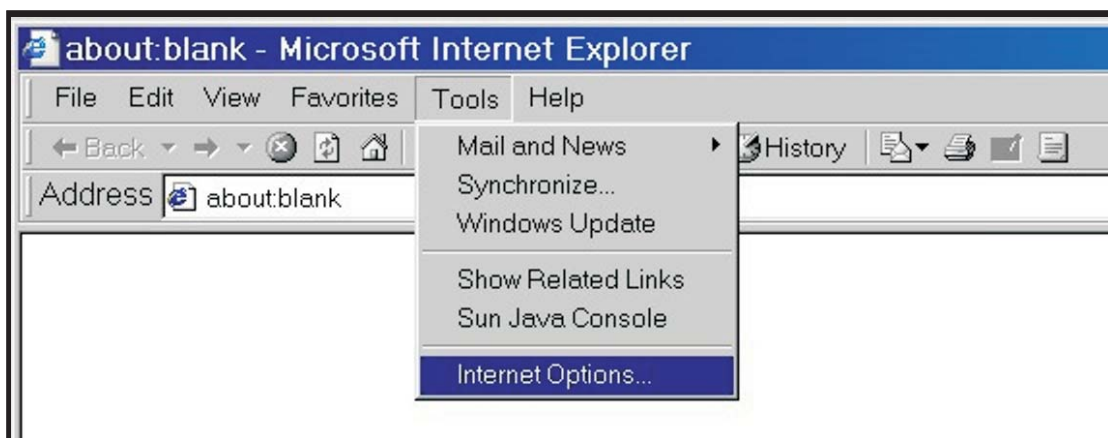 about:blank - Microsoft Internet Explorer
File Edit View Favorites Tools Help
Back History
Address about:blank
Mail and News
Synchronize...
Windows Update
Show Related Links
Sun Java Console
Internet Options...